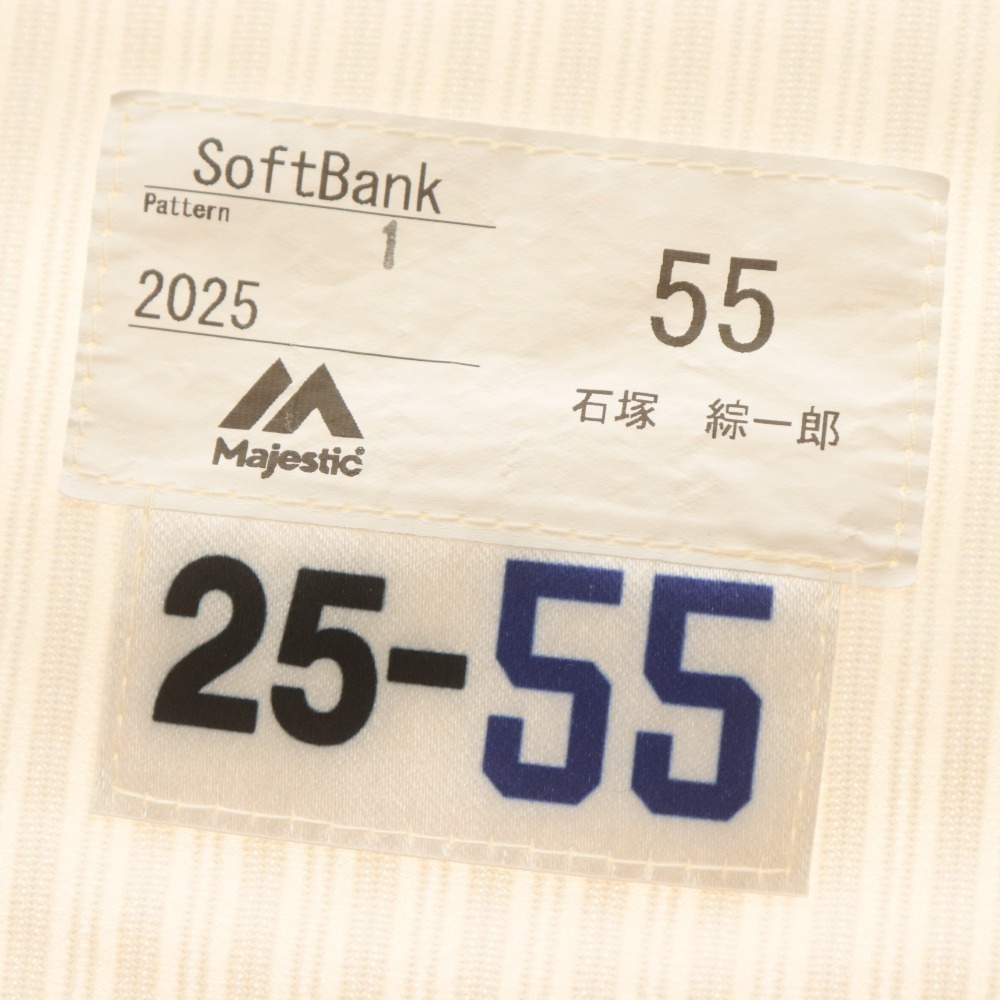 SoftBank
Pattern
1
2025
Majestic®
55
石塚 綜一郎
25-55